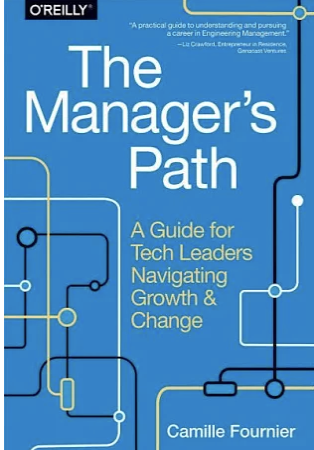 O'REILLY®
"A practical guide to understanding and pursuing
a career in Engineering Management."
—Liz Crawford, Entrepreneur in Residence,
Genacast Ventures
The
Manager's
Path
A Guide for
Tech Leaders
Navigating
Growth &
Change
Camille Fournier